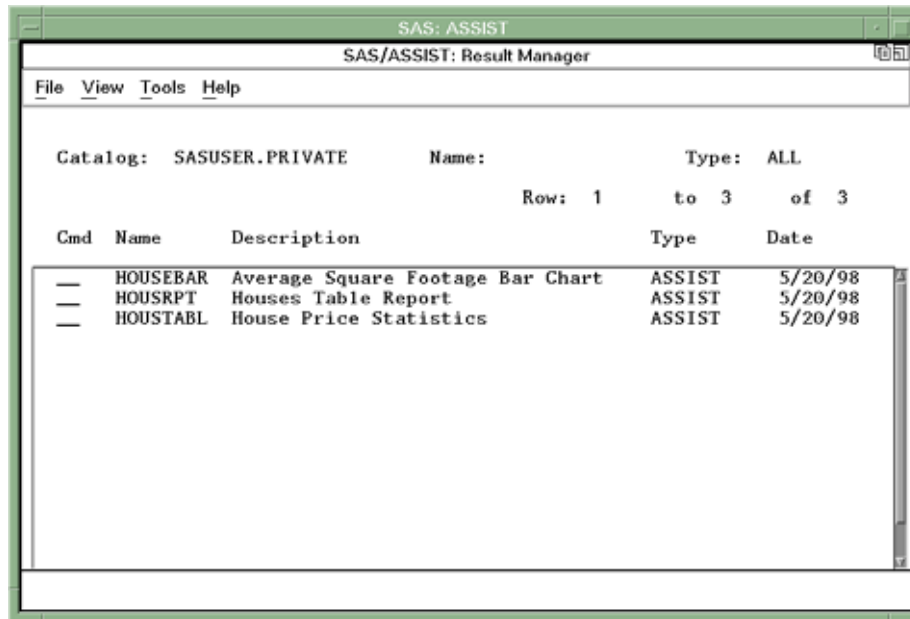 SAS: ASSIST
SAS/ASSIST: Result Manager
File View Tools Help
Catalog: SASUSER.PRIVATE Name: Type: ALL
Row: 1 to 3 of 3
Cmd Name Description Type Date
HOUSEBAR Average Square Footage Bar Chart ASSIST 5/20/98
HOUSRPT Houses Table Report ASSIST 5/20/98
HOUSTABL House Price Statistics ASSIST 5/20/98